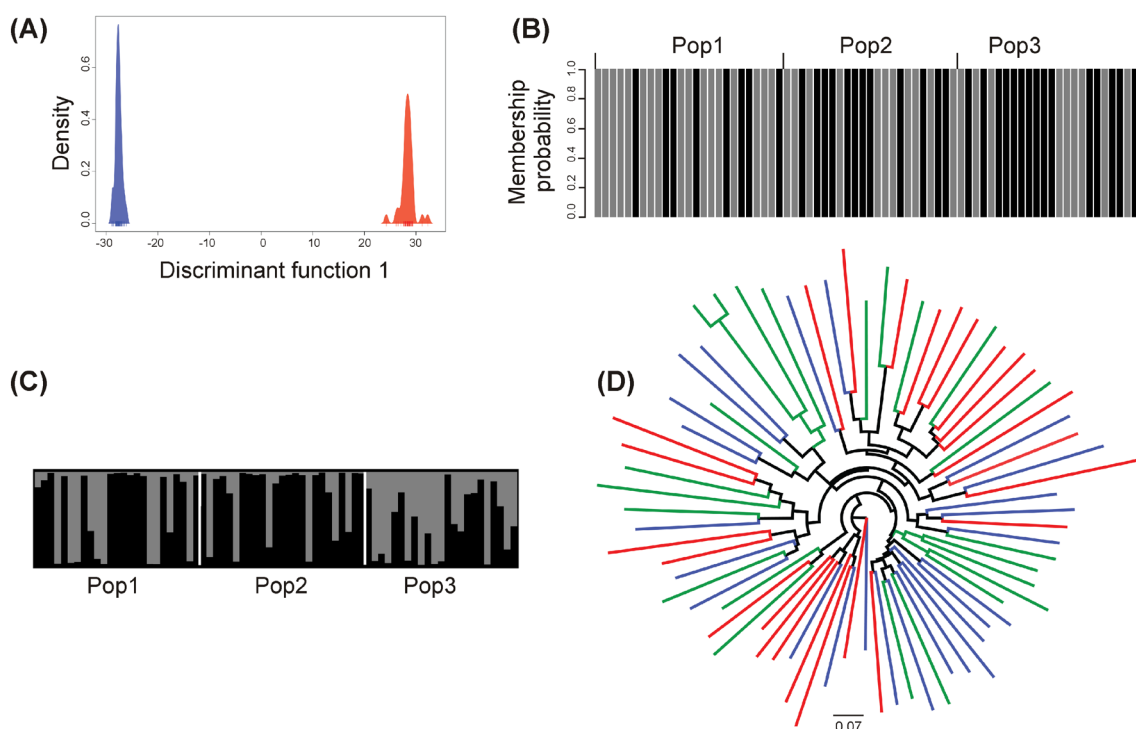 (A)
Density
0.0 0.2 0.4 0.6
-30 -20 -10 0 10 20 30
Discriminant function 1
(B)
Pop1 Pop2 Pop3
Membership
probability
0.0 0.2 0.4 0.6 0.8 1.0
(C)
Pop1 Pop2 Pop3
(D)
0.07